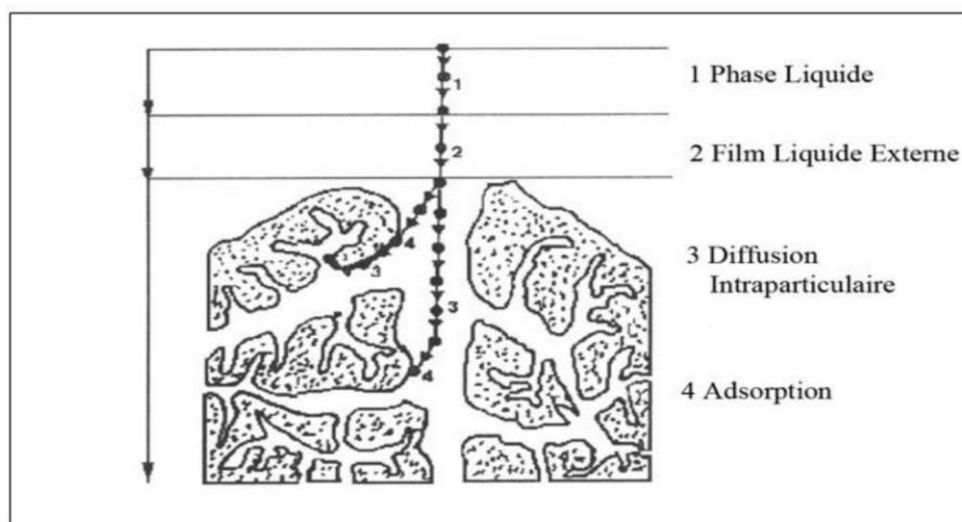 1
1 Phase Liquide
2
2 Film Liquide Externe
4
3
3 Diffusion
Intraparticulaire
3
4
4 Adsorption